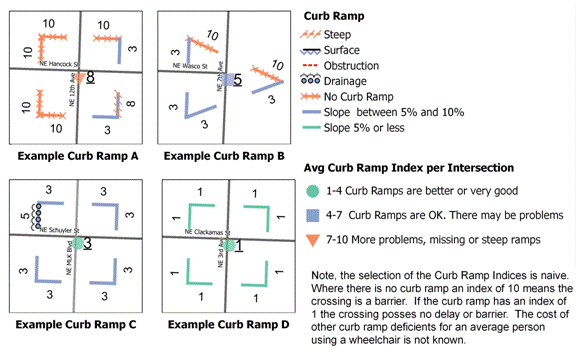 10
10
10
3
NE Hancock St
NE 12th Ave
8
10
10
8
3
Example Curb Ramp A
10
3
NE Wasco St
NE 7th Ave
5
10
3
3
3
Example Curb Ramp B
3
5
3
3
NE Schuyler St
NE MLK Blvd
3
3
3
3
3
Example Curb Ramp C
1
1
1
1
NE Clackamas St
NE 3rd Ave
1
1
1
1
1
Example Curb Ramp D
Curb Ramp
Steep
Surface
Obstruction
Drainage
No Curb Ramp
Slope between 5% and 10%
Slope 5% or less
Avg Curb Ramp Index per Intersection
1-4 Curb Ramps are better or very good
4-7 Curb Ramps are OK. There may be problems
7-10 More problems, missing or steep ramps
Note, the selection of the Curb Ramp Indices is naive.
Where there is no curb ramp an index of 10 means the
crossing is a barrier. If the curb ramp has an index of
1 the crossing posses no delay or barrier. The cost of
other curb ramp deficients for an average person
using a wheelchair is not known.